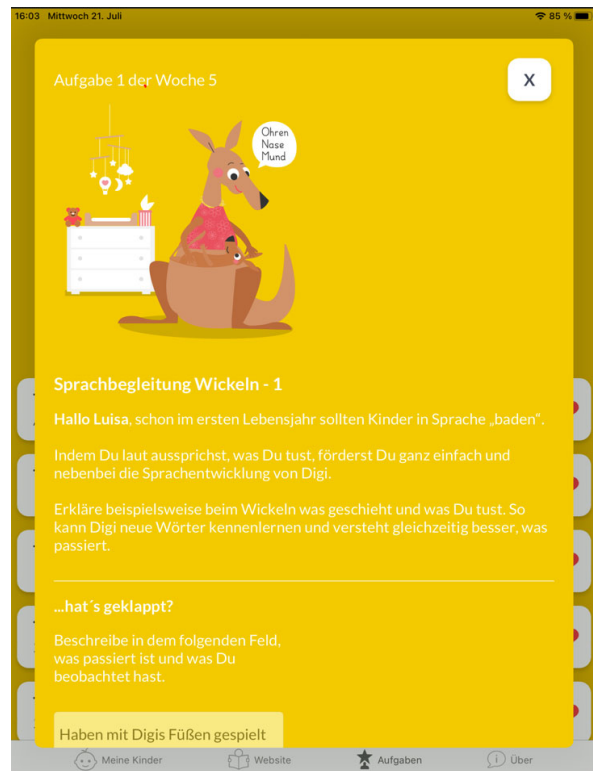 16:03 Mittwoch 21. Juli
85 %
Aufgabe 1 der Woche 5
X
Ohren
Nase
Mund
Sprachbegleitung Wickeln - 1
Hallo Luisa, schon im ersten Lebensjahr sollten Kinder in Sprache „baden“.
Indem Du laut aussprichst, was Du tust, förderst Du ganz einfach und
nebenbei die Sprachentwicklung von Digi.
Erkläre beispielsweise beim Wickeln was geschieht und was Du tust. So
kann Digi neue Wörter kennenlernen und versteht gleichzeitig besser, was
passiert.
...hat´s geklappt?
Beschreibe in dem folgenden Feld,
was passiert ist und was Du
beobachtet hast.
Haben mit Digis Füßen gespielt
Meine Kinder
Website
Aufgaben
Über